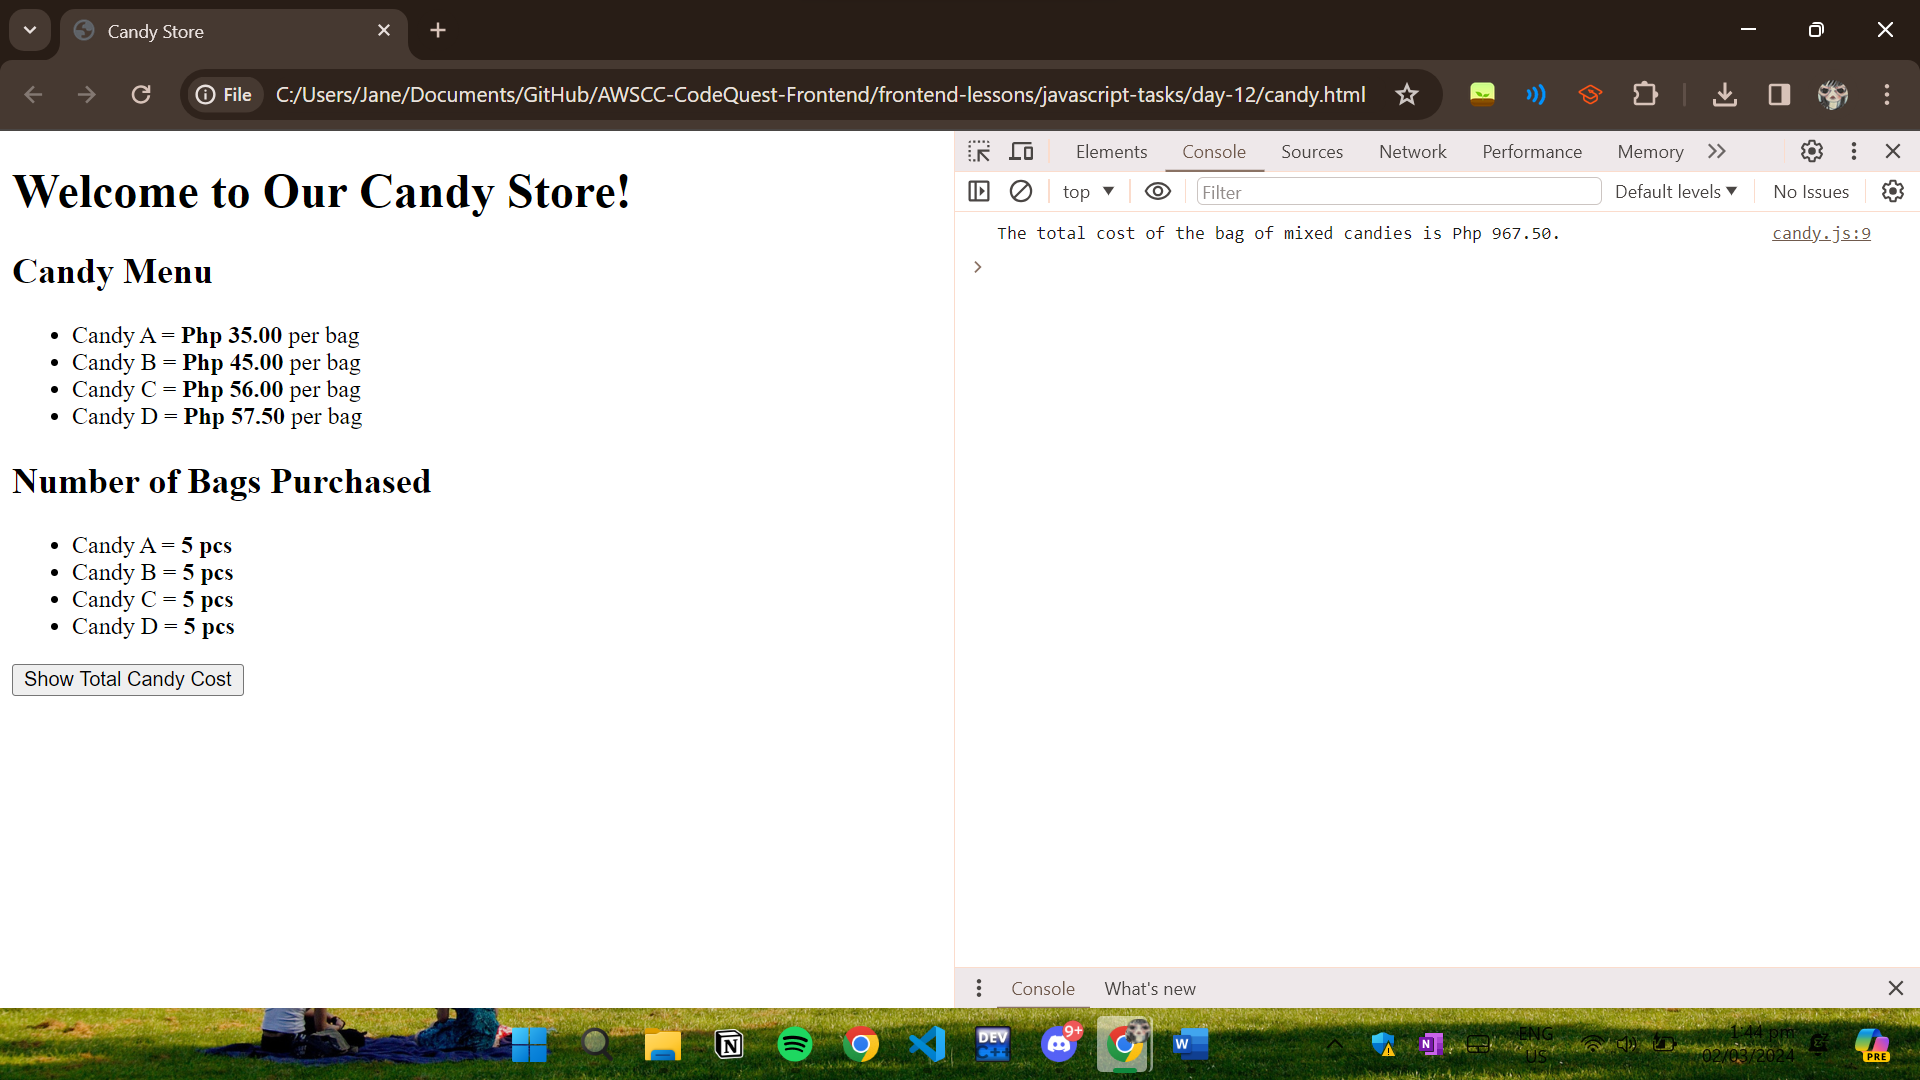 Candy Store
File
C:/Users/Jane/Documents/GitHub/AWSCC-CodeQuest-Frontend/frontend-lessons/javascript-tasks/day-12/candy.html
Welcome to Our Candy Store!
Candy Menu
• Candy A = Php 35.00 per bag
• Candy B = Php 45.00 per bag
• Candy C = Php 56.00 per bag
• Candy D = Php 57.50 per bag
Number of Bags Purchased
• Candy A = 5 pcs
• Candy B = 5 pcs
• Candy C = 5 pcs
• Candy D = 5 pcs
Show Total Candy Cost
Elements Console Sources Network Performance Memory
top Filter Default levels No Issues
The total cost of the bag of mixed candies is Php 967.50. candy.js:9
Console What's new
DEV C++
9+
W
N
ENG
US
1:44 pm
02/03/2024
PRE